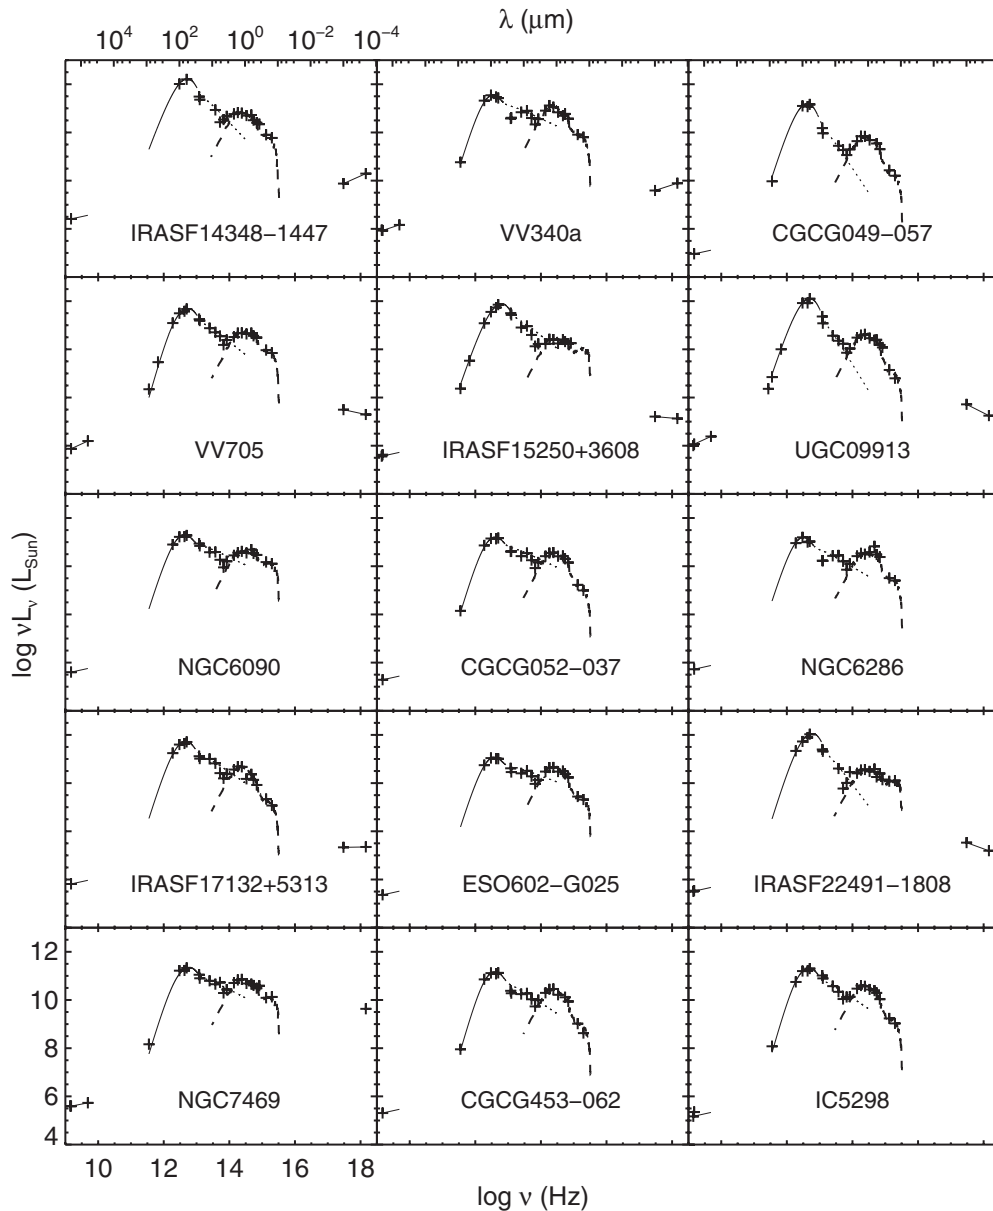 λ (μm)
10⁴ 10² 10⁰ 10⁻² 10⁻⁴
IRASF14348−1447 VV340a CGCG049−057
VV705 IRASF15250+3608 UGC09913
log νLν (LSun)
NGC6090 CGCG052−037 NGC6286
IRASF17132+5313 ESO602−G025 IRASF22491−1808
12
10
8
6
4
NGC7469 CGCG453−062 IC5298
10 12 14 16 18
log ν (Hz)